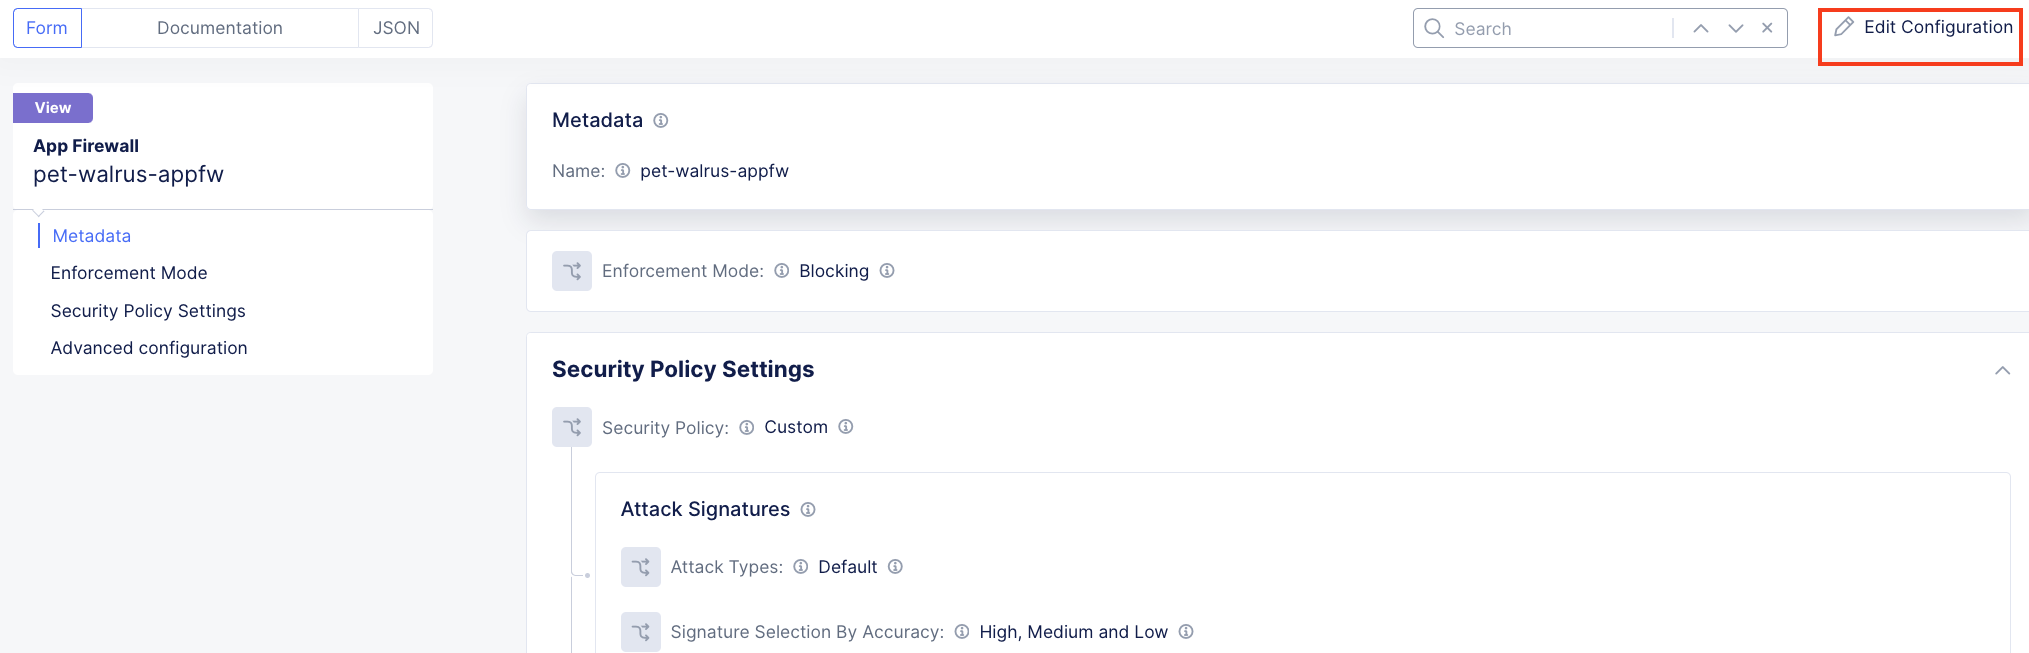 Form
Documentation
JSON
Search
Edit Configuration
View
App Firewall
pet-walrus-appfw
Metadata
Enforcement Mode
Security Policy Settings
Advanced configuration
Metadata
Name: pet-walrus-appfw
Enforcement Mode: Blocking
Security Policy Settings
Security Policy: Custom
Attack Signatures
Attack Types: Default
Signature Selection By Accuracy: High, Medium and Low